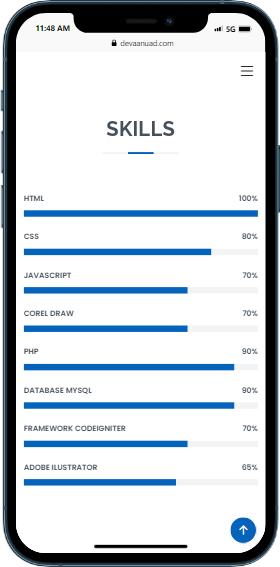 11:48 AM 5G
devaanuad.com
SKILLS
HTML 100%
CSS 80%
JAVASCRIPT 70%
COREL DRAW 70%
PHP 90%
DATABASE MYSQL 90%
FRAMEWORK CODEIGNITER 70%
ADOBE ILUSTRATOR 65%